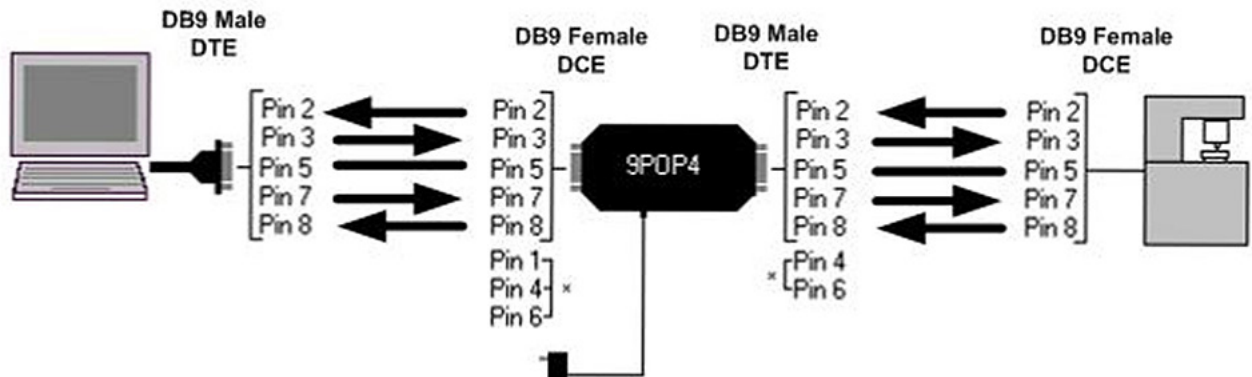 DB9 Male
DTE
Pin 2
Pin 3
Pin 5
Pin 7
Pin 8
DB9 Female
DCE
Pin 2
Pin 3
Pin 5
Pin 7
Pin 8
Pin 1
Pin 4
Pin 6
x
9POP4
DB9 Male
DTE
Pin 2
Pin 3
Pin 5
Pin 7
Pin 8
x
Pin 4
Pin 6
DB9 Female
DCE
Pin 2
Pin 3
Pin 5
Pin 7
Pin 8